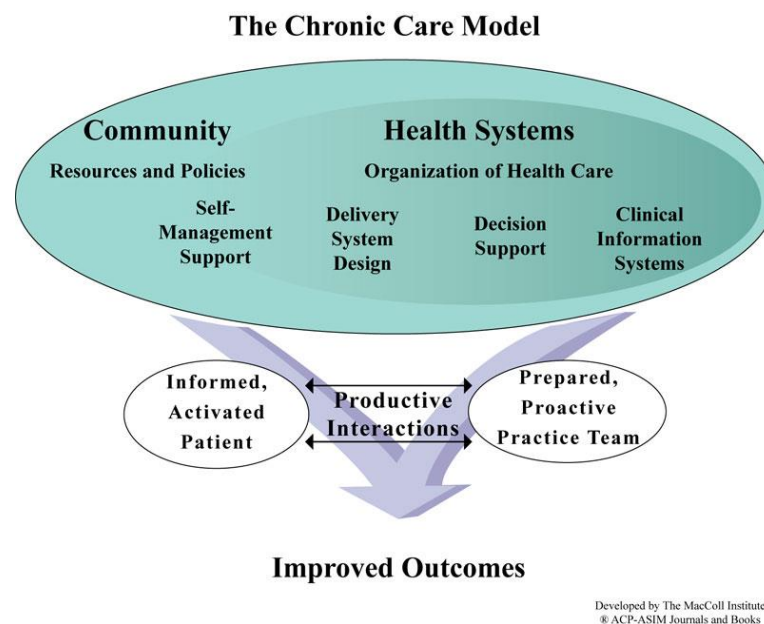 The Chronic Care Model
Community
Resources and Policies
Health Systems
Organization of Health Care
Self-
Management
Support
Delivery
System
Design
Decision
Support
Clinical
Information
Systems
Informed,
Activated
Patient
Productive
Interactions
Prepared,
Proactive
Practice Team
Improved Outcomes
Developed by The MacColl Institute
® ACP-ASIM Journals and Books